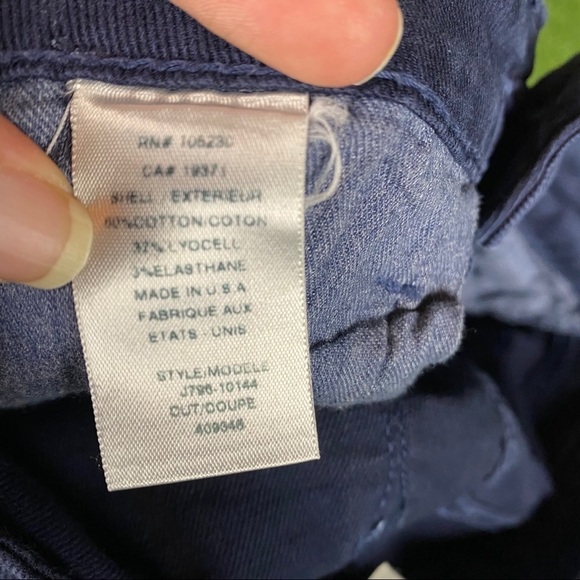 RN# 105230
CA# 19371
SHELL / EXTERIEUR
60%COTTON/COTON
37%LYOCELL
3%ELASTHANE
MADE IN U S A
FABRIQUE AUX
ETATS - UNIS
STYLE/MODELE
J796-10144
CUT/COUPE
409346